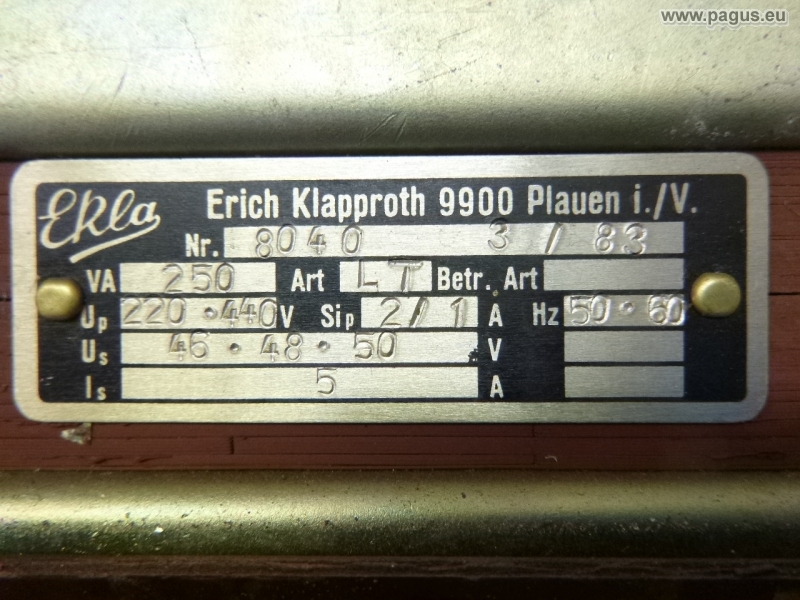 www.pagus.eu
Ekla Erich Klapproth 9900 Plauen i./V.
Nr. 8040 3/83
VA 250 Art LT Betr. Art
Up 220·440 V Sip 2/1 A Hz 50·60
Us 46·48·50 V
Is 5 A